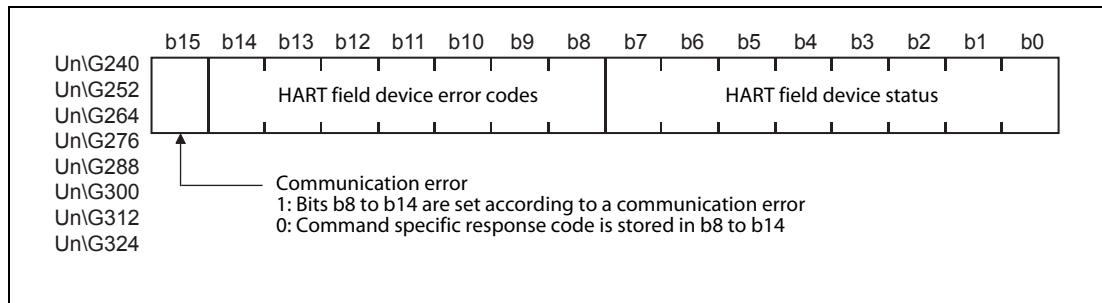 b15 b14 b13 b12 b11 b10 b9 b8 b7 b6 b5 b4 b3 b2 b1 b0
Un\G240
Un\G252
HART field device error codes HART field device status
Un\G264
Un\G276
Un\G288
Un\G300
Un\G312
Un\G324
Communication error
1: Bits b8 to b14 are set according to a communication error
0: Command specific response code is stored in b8 to b14